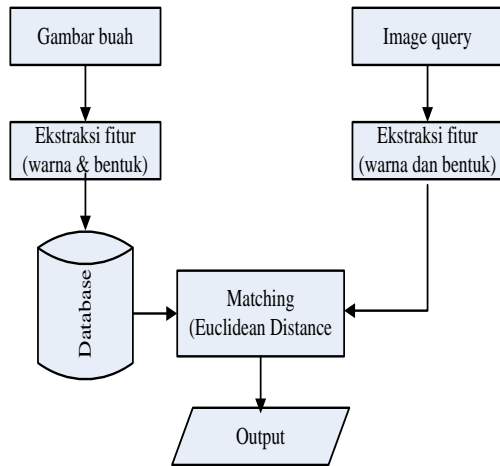 Gambar buah
Image query
Ekstraksi fitur
(warna & bentuk)
Ekstraksi fitur
(warna dan bentuk)
Database
Matching
(Euclidean Distance
Output